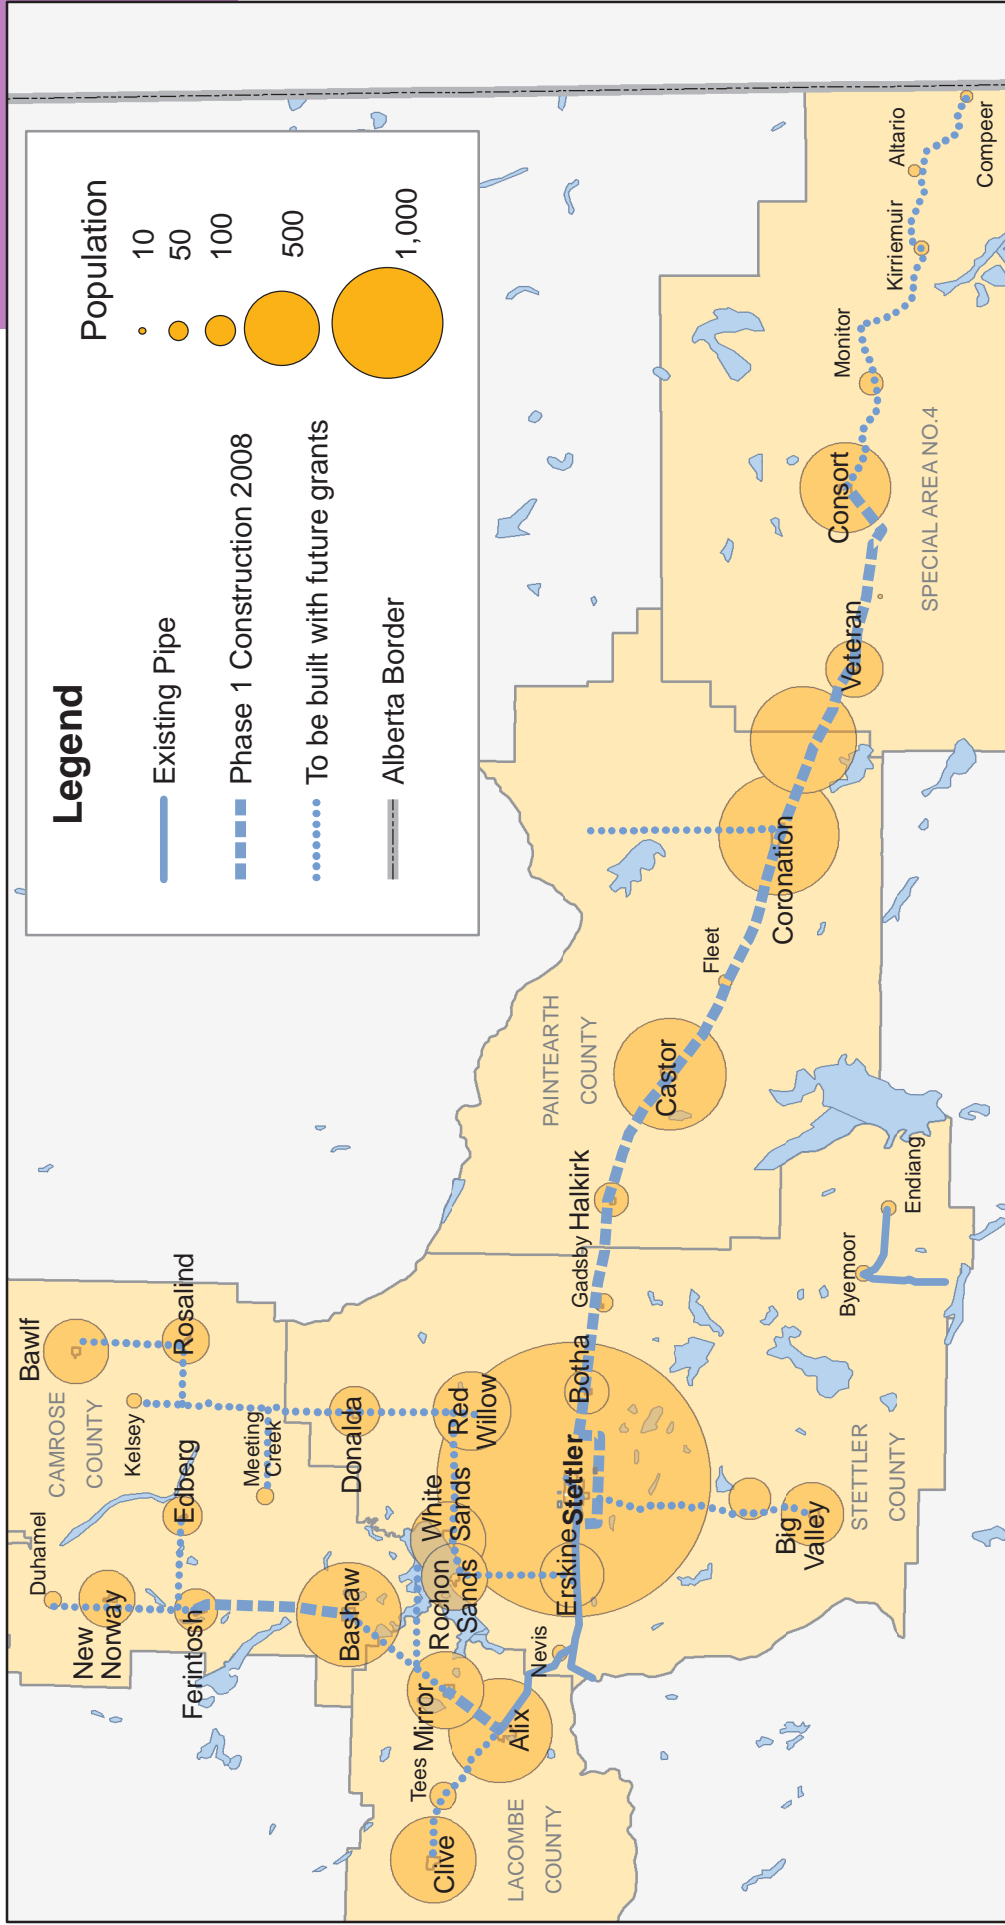 Legend
Existing Pipe
Phase 1 Construction 2008
To be built with future grants
Alberta Border
Population
10
50
100
500
1,000
Duhamel
New
Norway
Ferintosh
Edberg
CAMROSE
COUNTY
Kelsey
Bawlf
Rosalind
Meeting
Creek
Donalda
Bashaw
Red
Willow
White
Sands
Rochon
Sands
Mirror
Tees
Clive
Alix
LACOMBE
COUNTY
Nevis
Erskine
Stettler
Botha
Gadsby
Halkirk
Big
Valley
STETTLER
COUNTY
Byemoor
Endiang
PAINTEARTH
COUNTY
Castor
Fleet
Coronation
Veteran
Consort
SPECIAL AREA NO.4
Monitor
Kirriemuir
Altario
Compeer